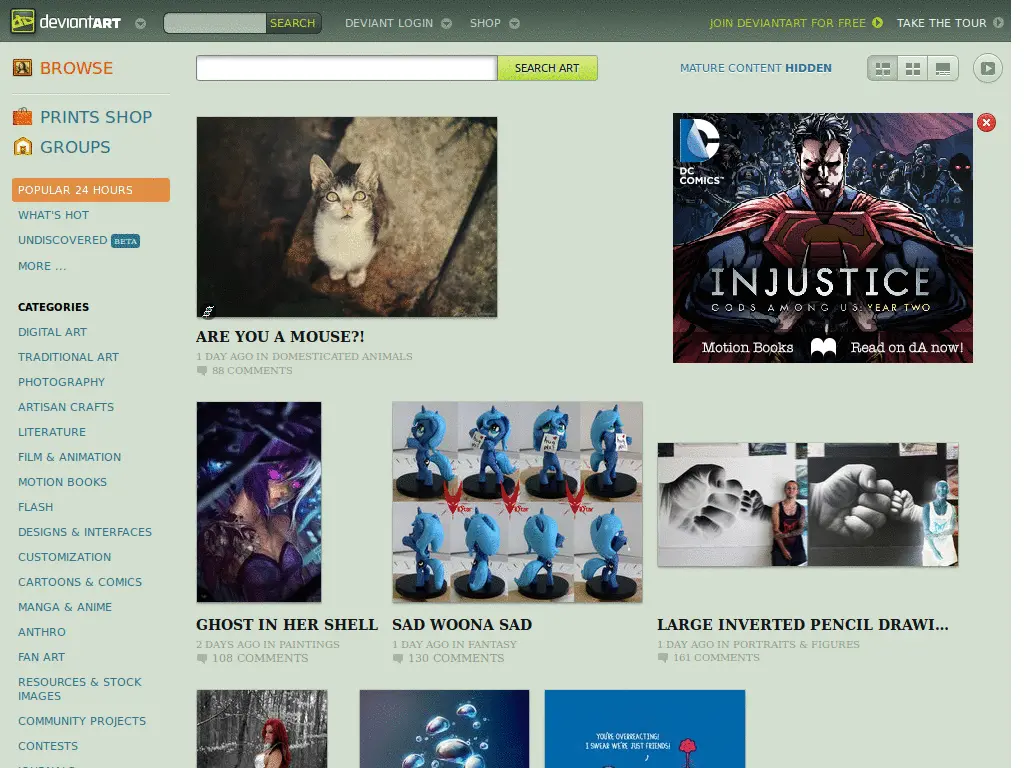 deviantART
SEARCH
DEVIANT LOGIN
SHOP
JOIN DEVIANTART FOR FREE
TAKE THE TOUR
BROWSE
SEARCH ART
MATURE CONTENT HIDDEN
PRINTS SHOP
GROUPS
POPULAR 24 HOURS
WHAT'S HOT
UNDISCOVERED BETA
MORE ...
CATEGORIES
DIGITAL ART
TRADITIONAL ART
PHOTOGRAPHY
ARTISAN CRAFTS
LITERATURE
FILM & ANIMATION
MOTION BOOKS
FLASH
DESIGNS & INTERFACES
CUSTOMIZATION
CARTOONS & COMICS
MANGA & ANIME
ANTHRO
FAN ART
RESOURCES & STOCK
IMAGES
COMMUNITY PROJECTS
CONTESTS
ARE YOU A MOUSE?!
1 DAY AGO IN DOMESTICATED ANIMALS
88 COMMENTS
DC
COMICS™
INJUSTICE
GODS AMONG US: YEAR TWO
Motion Books
Read on dA now!
GHOST IN HER SHELL
2 DAYS AGO IN PAINTINGS
108 COMMENTS
SAD WOONA SAD
1 DAY AGO IN FANTASY
130 COMMENTS
LARGE INVERTED PENCIL DRAWI...
1 DAY AGO IN PORTRAITS & FIGURES
161 COMMENTS
YOU'RE OVERREACTING!
I SWEAR WE'RE JUST FRIENDS!